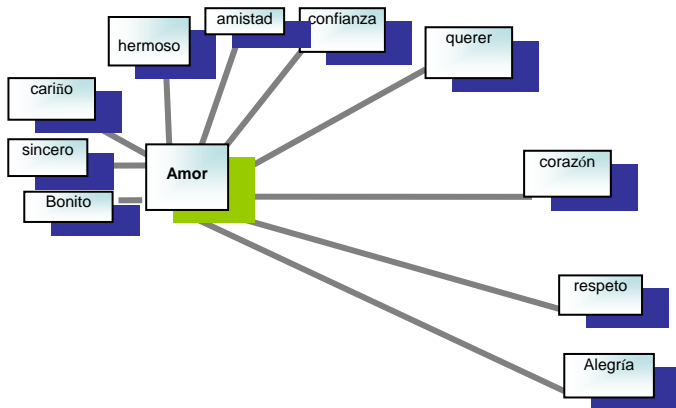 amistad
confianza
hermoso
querer
cariño
sincero
Amor
corazón
Bonito
respeto
Alegría